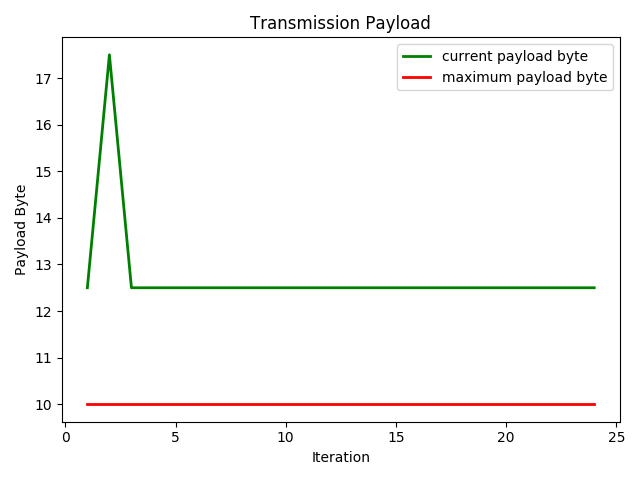 Transmission Payload
current payload byte
maximum payload byte
17
16
15
14
13
12
11
10
Payload Byte
0 5 10 15 20 25
Iteration